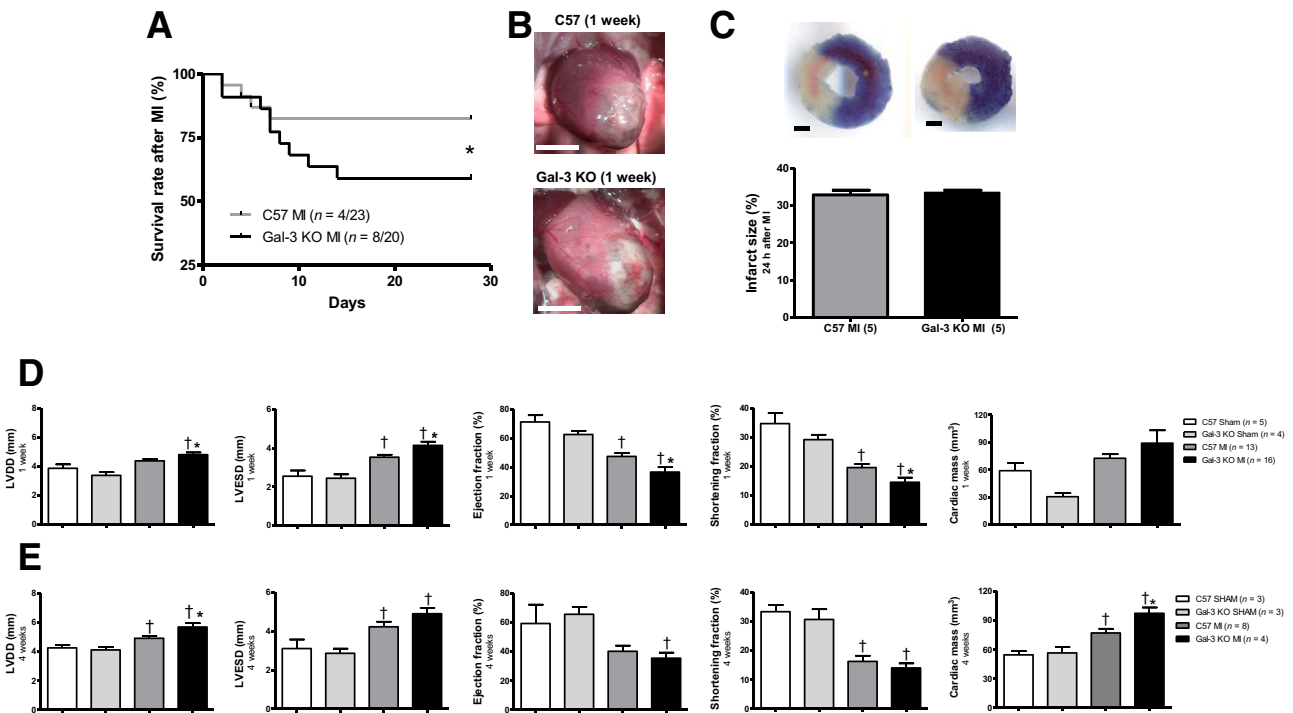 A
B
C
C57 (1 week)
Gal-3 KO (1 week)
Survival rate after MI (%)
100
75
50
25
0
10
20
30
Days
C57 MI (n = 4/23)
Gal-3 KO MI (n = 8/20)
*
Infarct size (%)
24 h after MI
40
30
20
10
0
C57 MI (5)
Gal-3 KO MI (5)
D
LVDD (mm)
1 week
8
6
4
2
0
†*
LVESD (mm)
1 week
6
4
2
0
†
†*
Ejection fraction (%)
1 week
80
60
40
20
0
†
†*
Shortening fraction (%)
1 week
40
30
20
10
0
†
†*
Cardiac mass (mm³)
1 week
120
90
60
30
0
C57 Sham (n = 5)
Gal-3 KO Sham (n = 4)
C57 MI (n = 13)
Gal-3 KO MI (n = 16)
E
LVDD (mm)
4 weeks
8
6
4
2
0
†
†*
LVESD (mm)
4 weeks
6
4
2
0
†
†
Ejection fraction (%)
4 weeks
80
60
40
20
0
†
Shortening fraction (%)
4 weeks
40
30
20
10
0
†
†
Cardiac mass (mm³)
4 weeks
120
90
60
30
0
†
†*
C57 SHAM (n = 3)
Gal-3 KO SHAM (n = 3)
C57 MI (n = 8)
Gal-3 KO MI (n = 4)